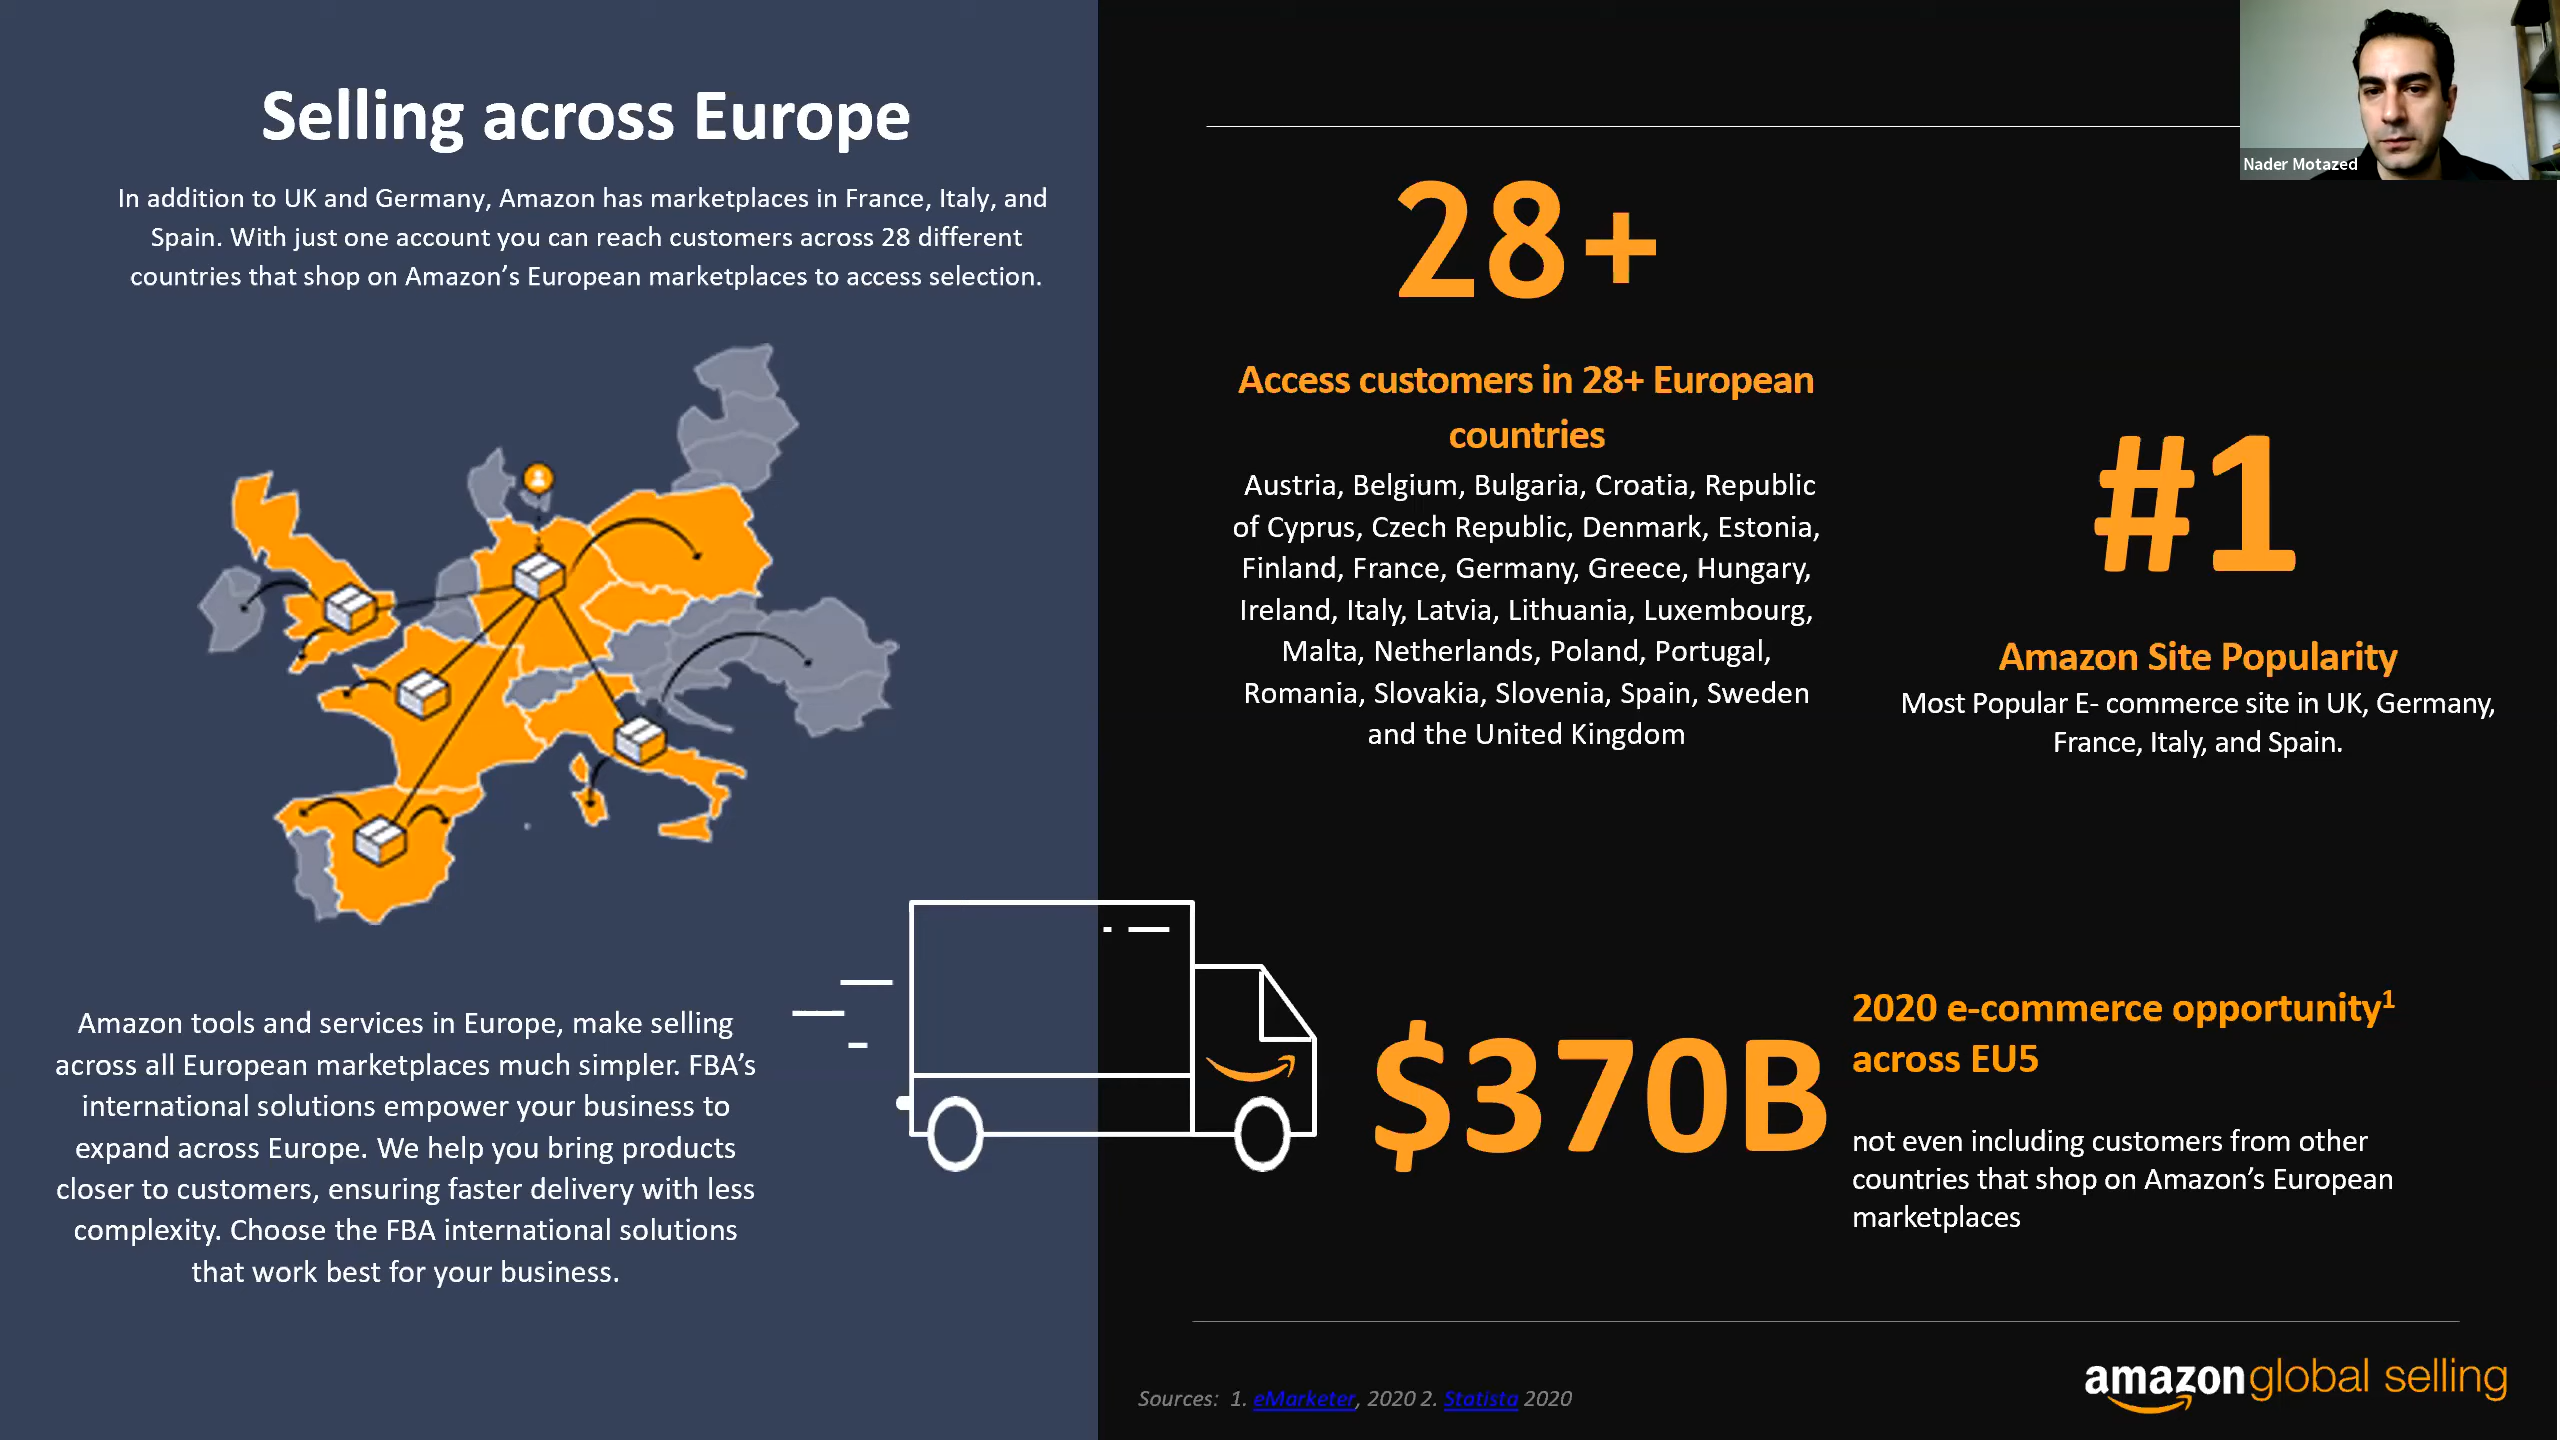 Selling across Europe
In addition to UK and Germany, Amazon has marketplaces in France, Italy, and
Spain. With just one account you can reach customers across 28 different
countries that shop on Amazon’s European marketplaces to access selection.
Amazon tools and services in Europe, make selling
across all European marketplaces much simpler. FBA’s
international solutions empower your business to
expand across Europe. We help you bring products
closer to customers, ensuring faster delivery with less
complexity. Choose the FBA international solutions
that work best for your business.
28+
Access customers in 28+ European
countries
Austria, Belgium, Bulgaria, Croatia, Republic
of Cyprus, Czech Republic, Denmark, Estonia,
Finland, France, Germany, Greece, Hungary,
Ireland, Italy, Latvia, Lithuania, Luxembourg,
Malta, Netherlands, Poland, Portugal,
Romania, Slovakia, Slovenia, Spain, Sweden
and the United Kingdom
#1
Amazon Site Popularity
Most Popular E- commerce site in UK, Germany,
France, Italy, and Spain.
$370B
2020 e-commerce opportunity¹
across EU5
not even including customers from other
countries that shop on Amazon’s European
marketplaces
Sources: 1. eMarketer, 2020 2. Statista 2020
amazon global selling
Nader Motazed